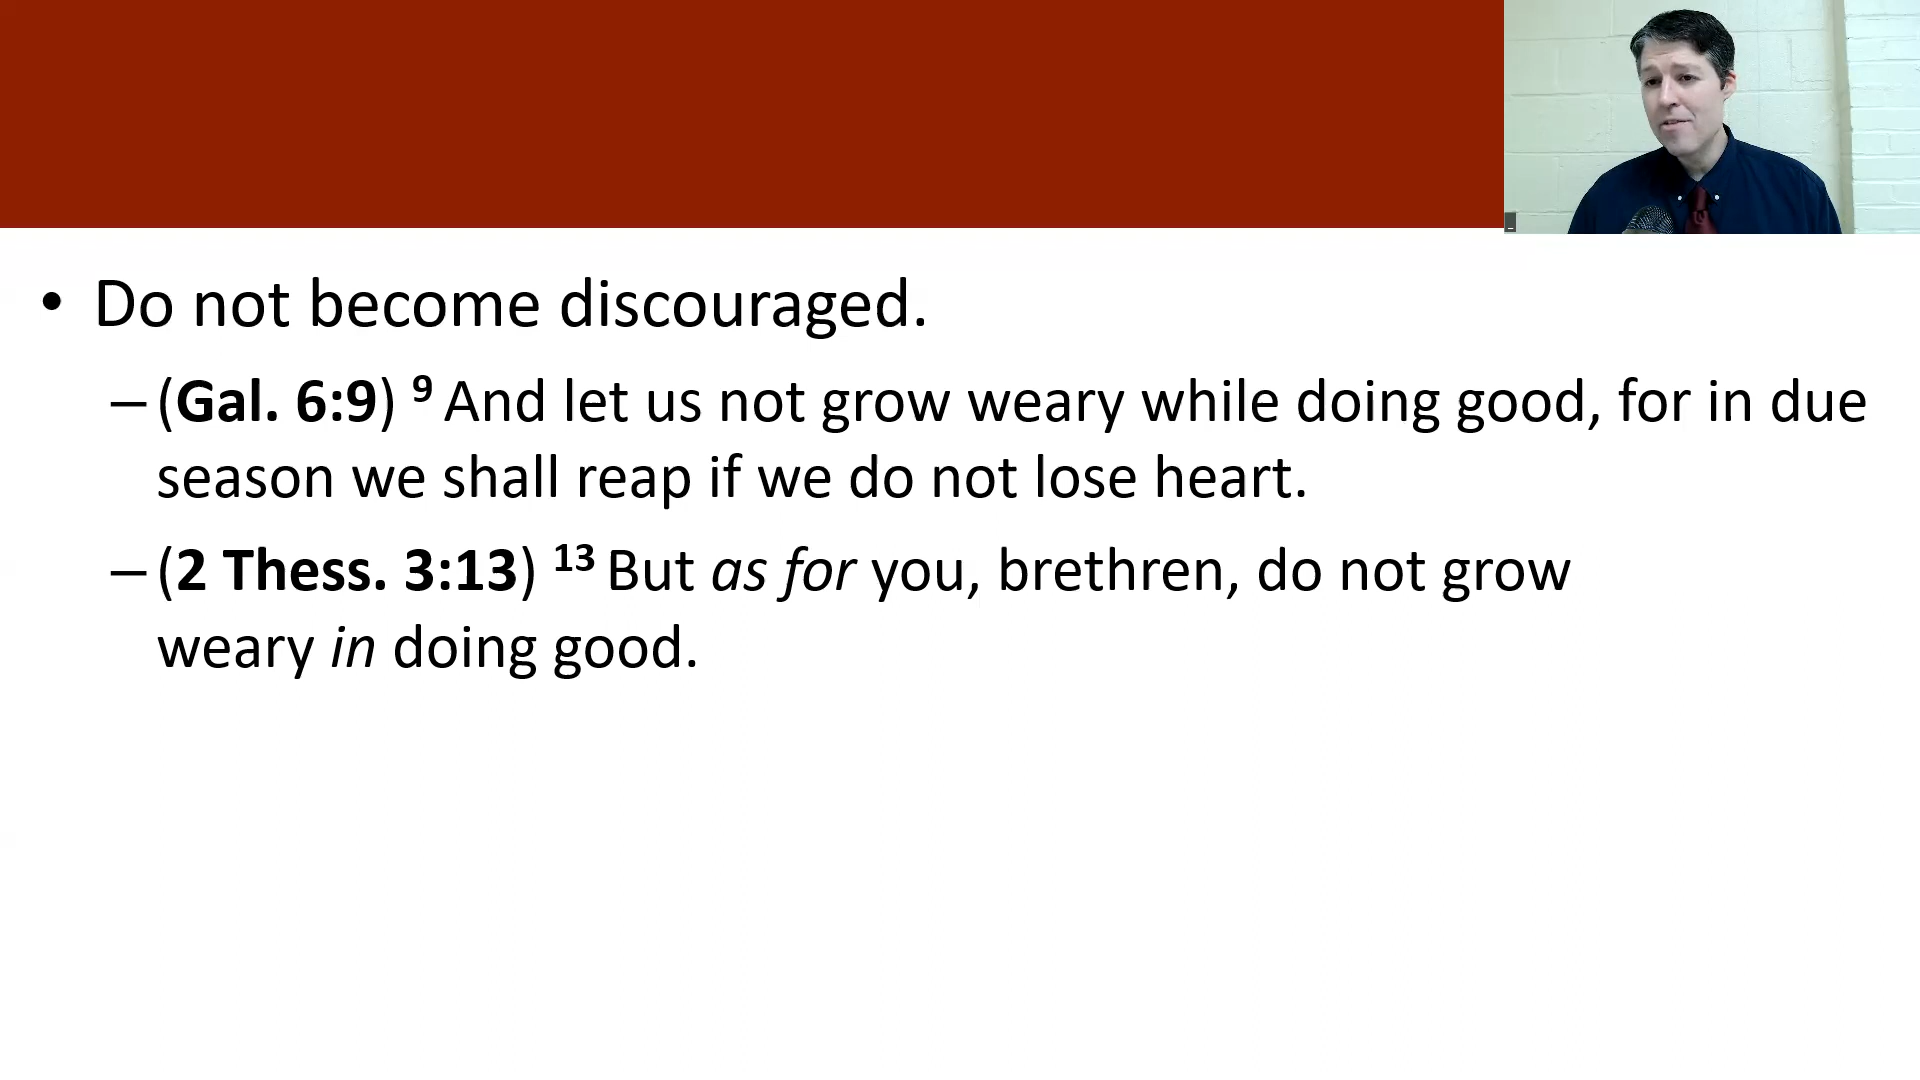 • Do not become discouraged.
– (Gal. 6:9) 9 And let us not grow weary while doing good, for in due
season we shall reap if we do not lose heart.
– (2 Thess. 3:13) 13 But as for you, brethren, do not grow
weary in doing good.